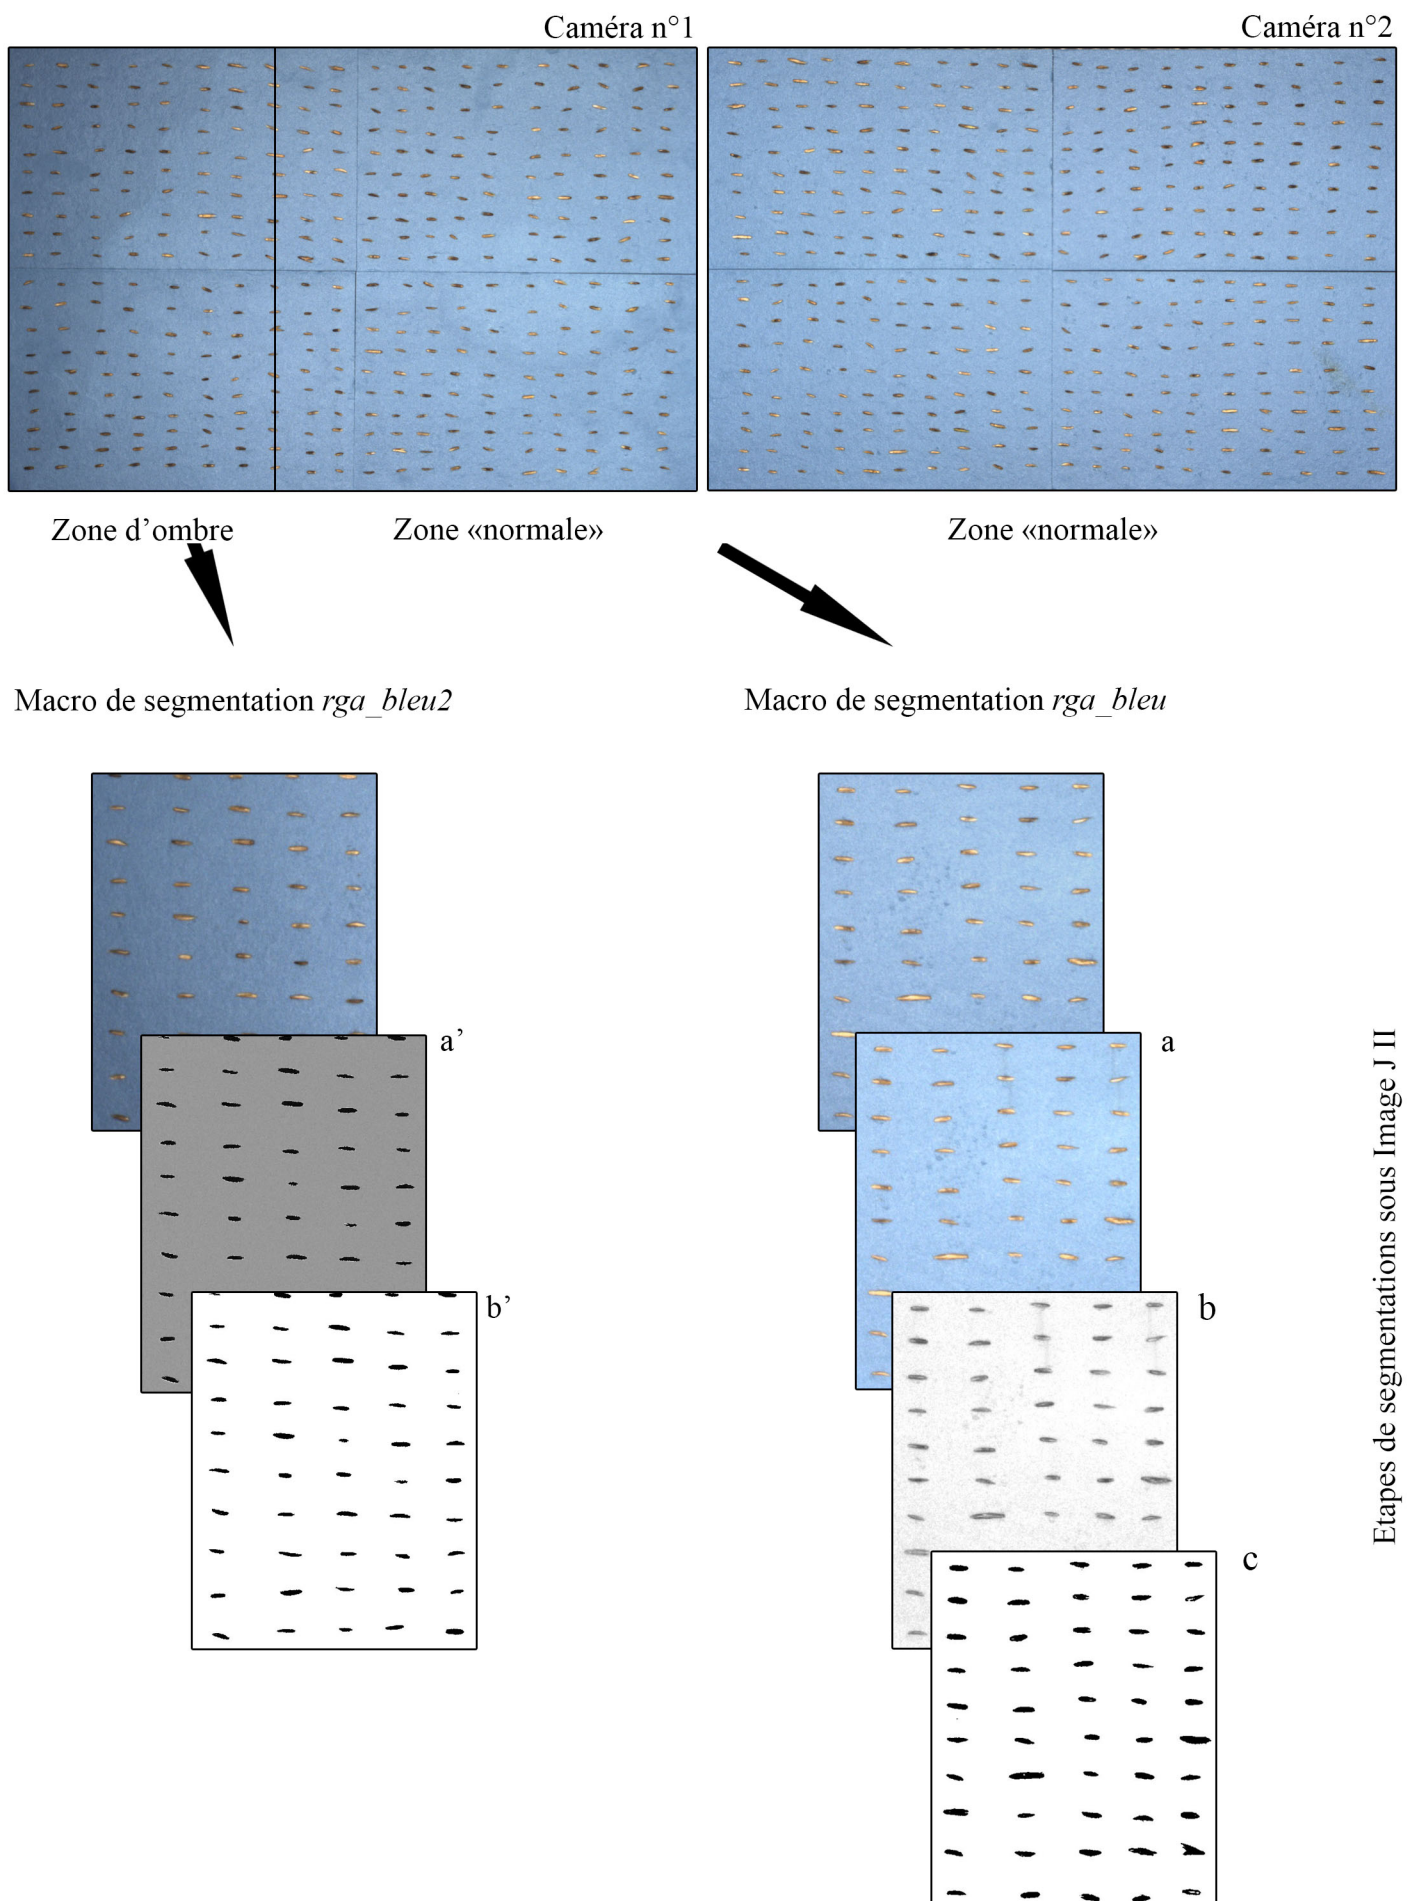 Caméra n°1
Caméra n°2
Zone d’ombre
Zone «normale»
Zone «normale»
Macro de segmentation rga_bleu2
Macro de segmentation rga_bleu
a’
a
b’
b
c
Etapes de segmentations sous Image J II